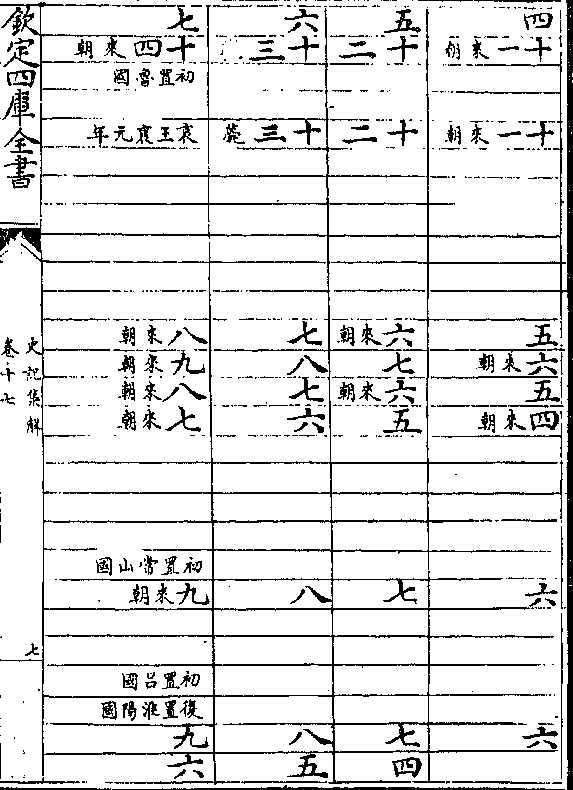 四
十一來朝
十一來朝
五
六來朝
五
四來朝
六
六
五
十二
十二
六來朝
七
六來朝
五
七
七
四
六
十三
十三薨
七
八
七
六
八
八
五
七
十四來朝
初置魯國
哀王襄元年
八來朝
九來朝
八來朝
七來朝
初置常山國
九來朝
初置呂國
復置淮陽國
九
六
欽定四庫全書
史記集解
卷十七
七